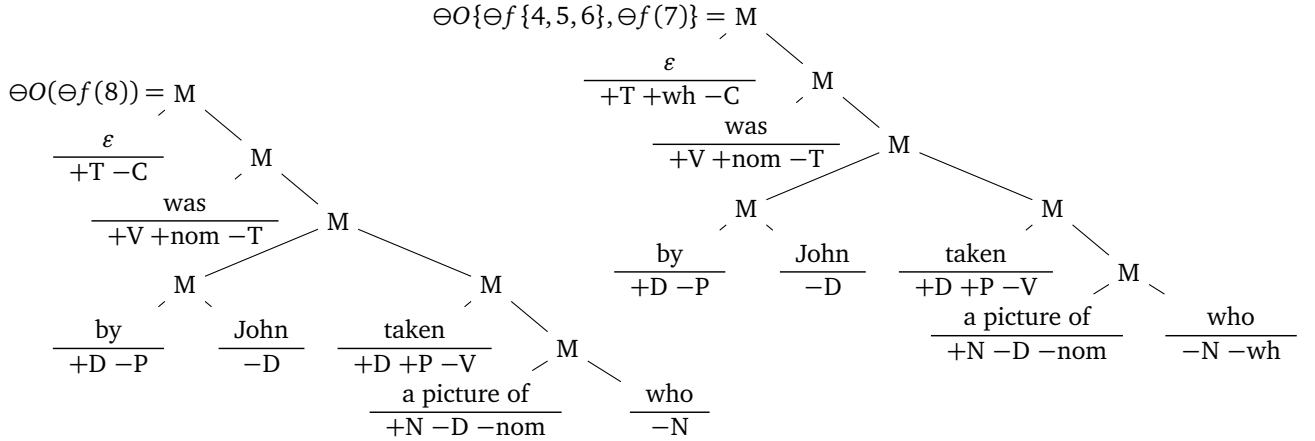 ⊖O{⊖f{4, 5, 6}, ⊖f(7)} = M
ε
+T +wh −C
M
was
+V +nom −T
M
M
by
+D −P
John
−D
M
taken
+D +P −V
M
a picture of
+N −D −nom
who
−N −wh
⊖O(⊖f(8)) = M
ε
+T −C
M
was
+V +nom −T
M
M
by
+D −P
John
−D
M
taken
+D +P −V
M
a picture of
+N −D −nom
who
−N